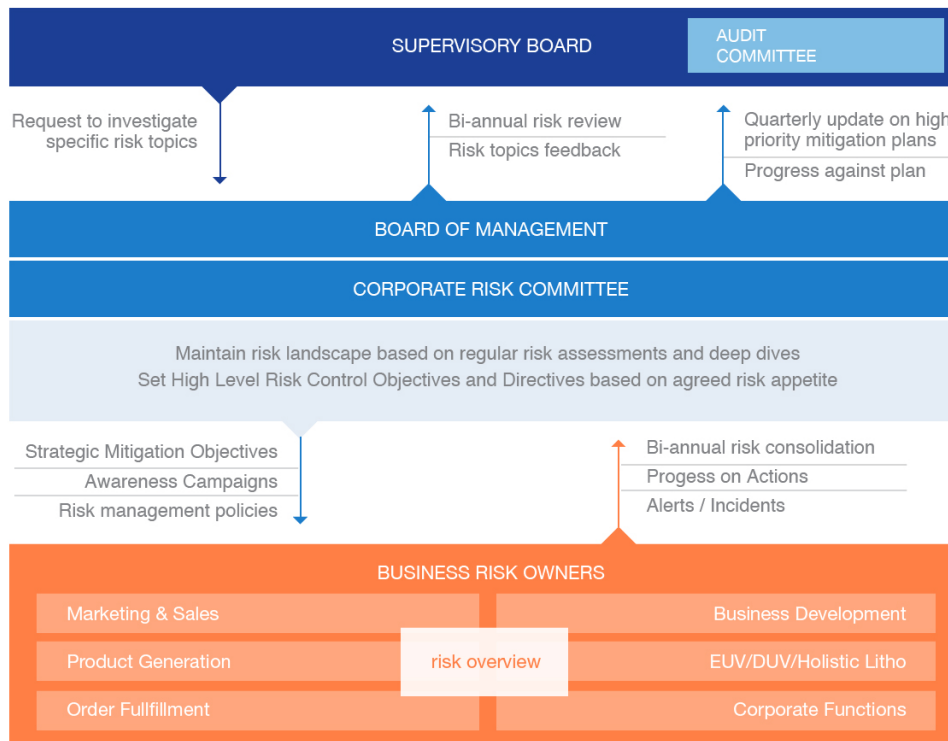 SUPERVISORY BOARD
AUDIT
COMMITTEE
Request to investigate
specific risk topics
Bi-annual risk review
Risk topics feedback
Quarterly update on high
priority mitigation plans
Progress against plan
BOARD OF MANAGEMENT
CORPORATE RISK COMMITTEE
Maintain risk landscape based on regular risk assessments and deep dives
Set High Level Risk Control Objectives and Directives based on agreed risk appetite
Strategic Mitigation Objectives
Awareness Campaigns
Risk management policies
Bi-annual risk consolidation
Progess on Actions
Alerts / Incidents
BUSINESS RISK OWNERS
Marketing & Sales
Business Development
Product Generation
risk overview
EUV/DUV/Holistic Litho
Order Fullfillment
Corporate Functions